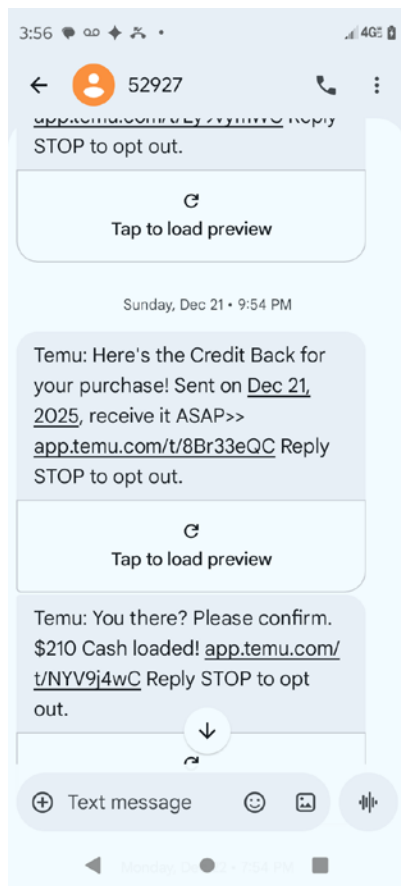 3:56 4G
52927
Reply
STOP to opt out.
Tap to load preview
Sunday, Dec 21 • 9:54 PM
Temu: Here's the Credit Back for
your purchase! Sent on Dec 21,
2025, receive it ASAP>>
app.temu.com/t/8Br33eQC Reply
STOP to opt out.
Tap to load preview
Temu: You there? Please confirm.
$210 Cash loaded! app.temu.com/
t/NYV9j4wC Reply STOP to opt
out.
Text message